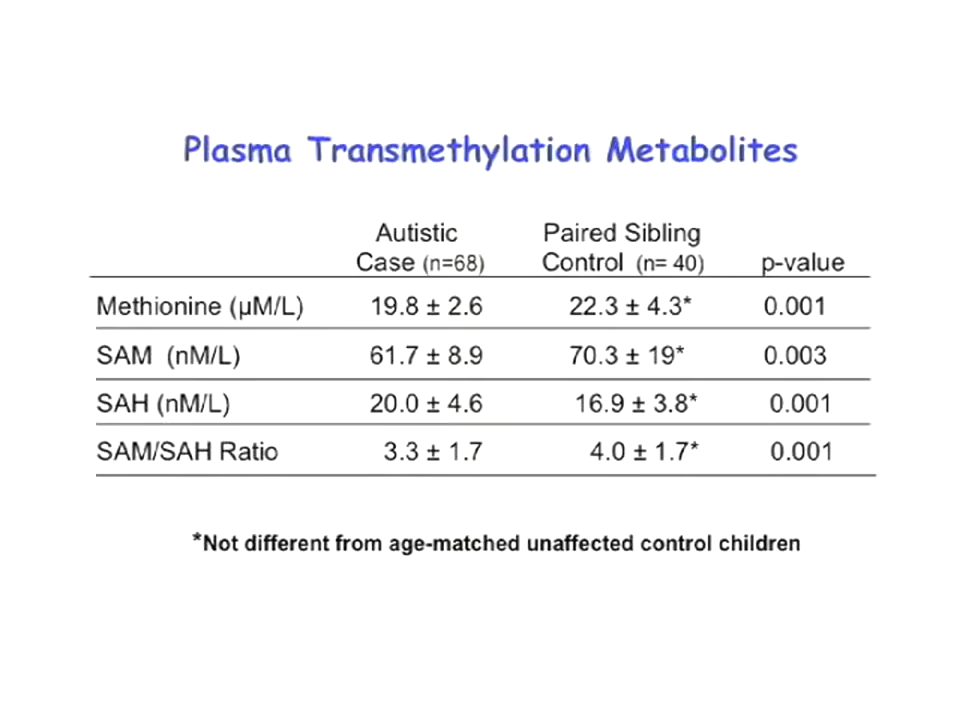 Plasma Transmethylation Metabolites
Autistic Paired Sibling
Case (n=68) Control (n= 40) p-value
Methionine (µM/L) 19.8 ± 2.6 22.3 ± 4.3* 0.001
SAM (nM/L) 61.7 ± 8.9 70.3 ± 19* 0.003
SAH (nM/L) 20.0 ± 4.6 16.9 ± 3.8* 0.001
SAM/SAH Ratio 3.3 ± 1.7 4.0 ± 1.7* 0.001
*Not different from age-matched unaffected control children